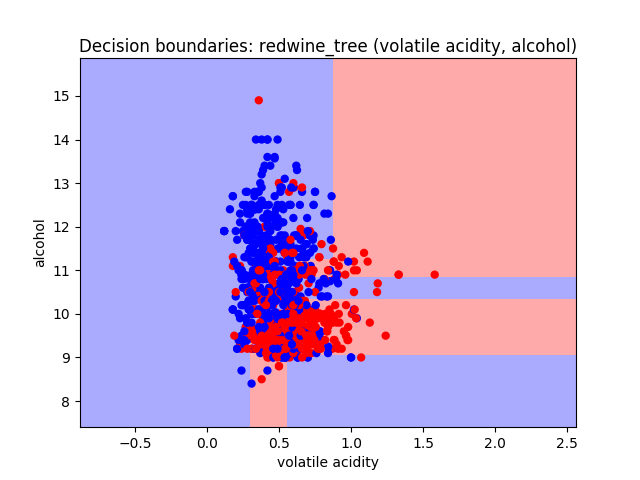 Decision boundaries: redwine_tree (volatile acidity, alcohol)
15
14
13
12
11
10
9
8
alcohol
−0.5 0.0 0.5 1.0 1.5 2.0 2.5
volatile acidity